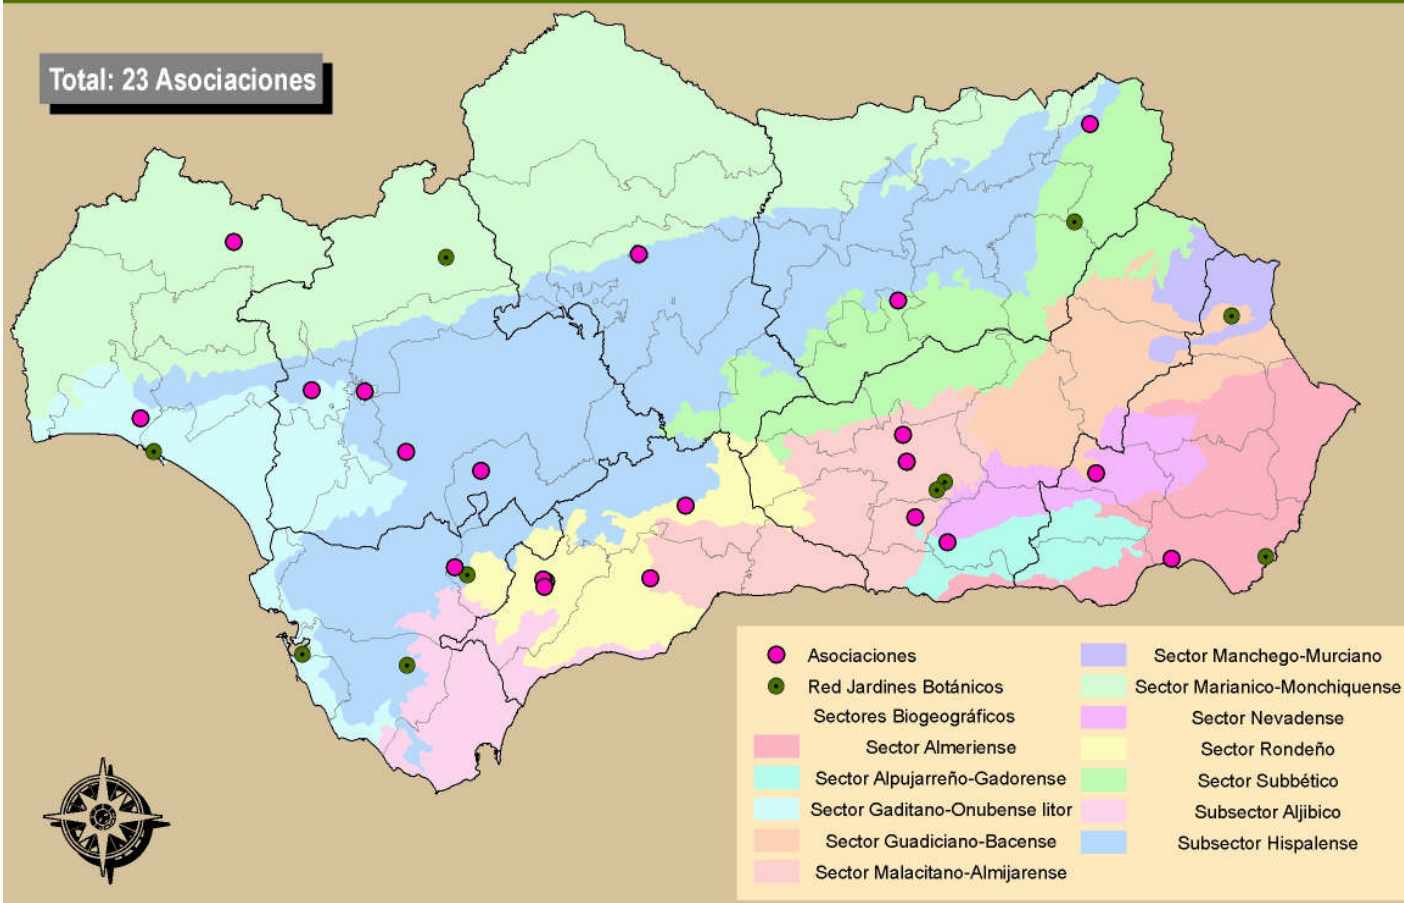 Total: 23 Asociaciones
Asociaciones
Red Jardines Botánicos
Sectores Biogeográficos
Sector Almeriense
Sector Alpujarreño-Gadorense
Sector Gaditano-Onubense litor
Sector Guadiciano-Bacense
Sector Malacitano-Almijarense
Sector Manchego-Murciano
Sector Marianico-Monchiquense
Sector Nevadense
Sector Rondeño
Sector Subbético
Subsector Aljibico
Subsector Hispalense